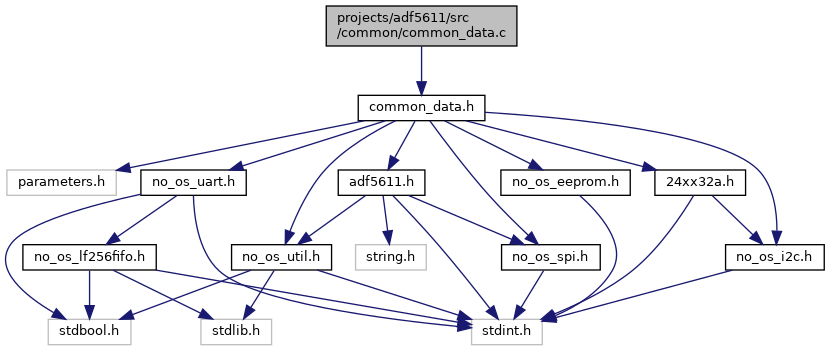 projects/adf5611/src
/common/common_data.c
common_data.h
parameters.h
no_os_uart.h
adf5611.h
no_os_eeprom.h
24xx32a.h
no_os_lf256fifo.h
no_os_util.h
string.h
no_os_spi.h
no_os_i2c.h
stdbool.h
stdlib.h
stdint.h